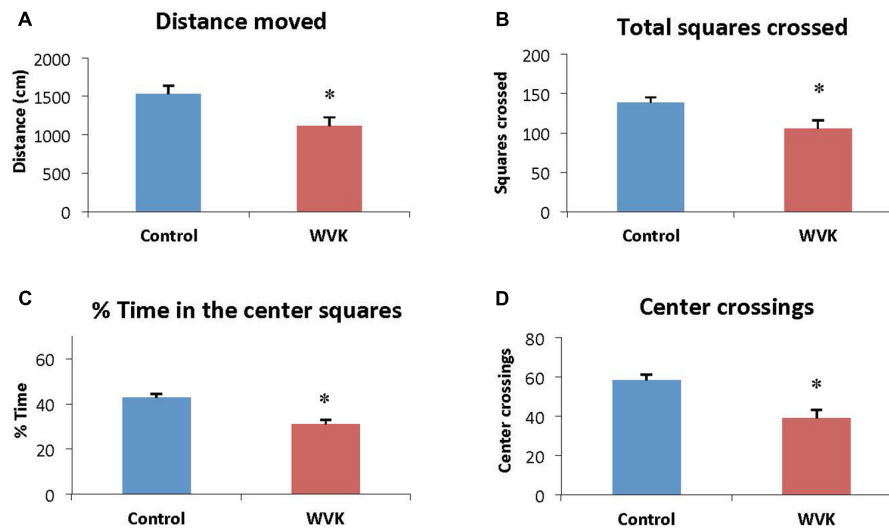 A
Distance moved
2000
1500
1000
500
0
Distance (cm)
*
Control WVK
B
Total squares crossed
200
150
100
50
0
Squares crossed
*
Control WVK
C
% Time in the center squares
60
40
20
0
% Time
*
Control WVK
D
Center crossings
80
60
40
20
0
Center crossings
*
Control WVK